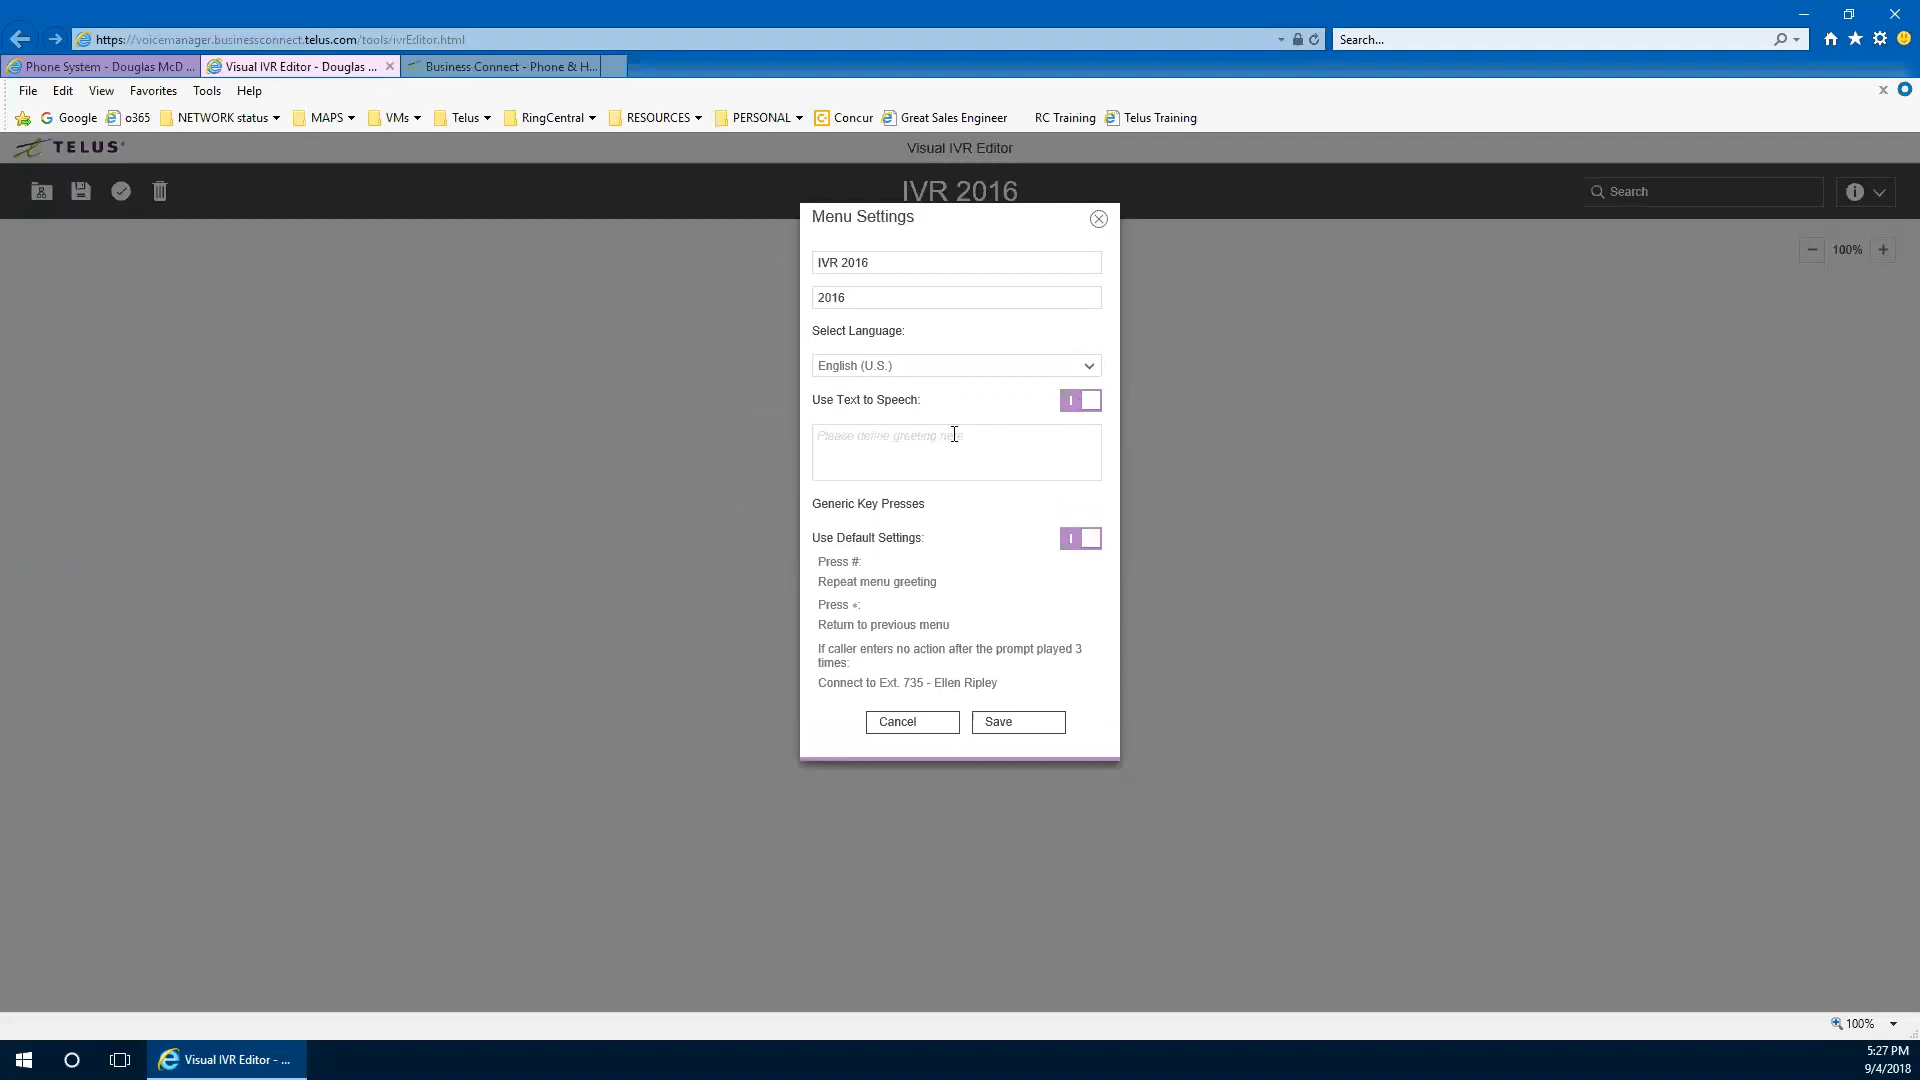 https://voicemanager.businessconnect.telus.com/tools/ivrEditor.html
Search...
Phone System - Douglas McD ...
Visual IVR Editor - Douglas ...
Business Connect - Phone & H...
File Edit View Favorites Tools Help
Google o365 NETWORK status MAPS VMs Telus RingCentral RESOURCES PERSONAL Concur Great Sales Engineer RC Training Telus Training
TELUS
Visual IVR Editor
IVR 2016
Search
100%
Menu Settings
IVR 2016
2016
Select Language:
English (U.S.)
Use Text to Speech:
Please define greeting here
Generic Key Presses
Use Default Settings:
Press #:
Repeat menu greeting
Press *:
Return to previous menu
If caller enters no action after the prompt played 3
times:
Connect to Ext. 735 - Ellen Ripley
Cancel Save
100%
Visual IVR Editor - ...
5:27 PM
9/4/2018